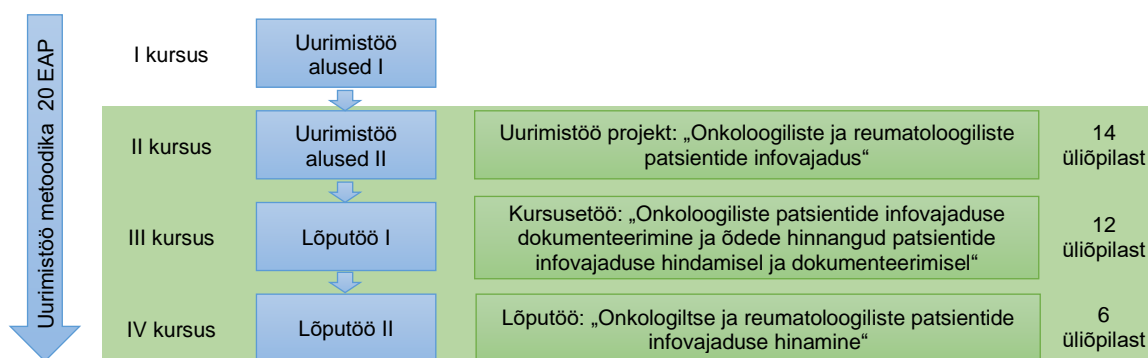 Uurimistöö metoodika 20 EAP
I kursus
Uurimistöö
alused I
II kursus
Uurimistöö
alused II
Uurimistöö projekt: „Onkoloogiliste ja reumatoloogiliste
patsientide infovajadus“
14
üliõpilast
III kursus
Lõputöö I
Kursusetöö: „Onkoloogiliste patsientide infovajaduse
dokumenteerimine ja õdede hinnangud patsientide
infovajaduse hindamisel ja dokumenteerimisel“
12
üliõpilast
IV kursus
Lõputöö II
Lõputöö: „Onkologiltse ja reumatoloogiliste patsientide
infovajaduse hinamine“
6
üliõpilast